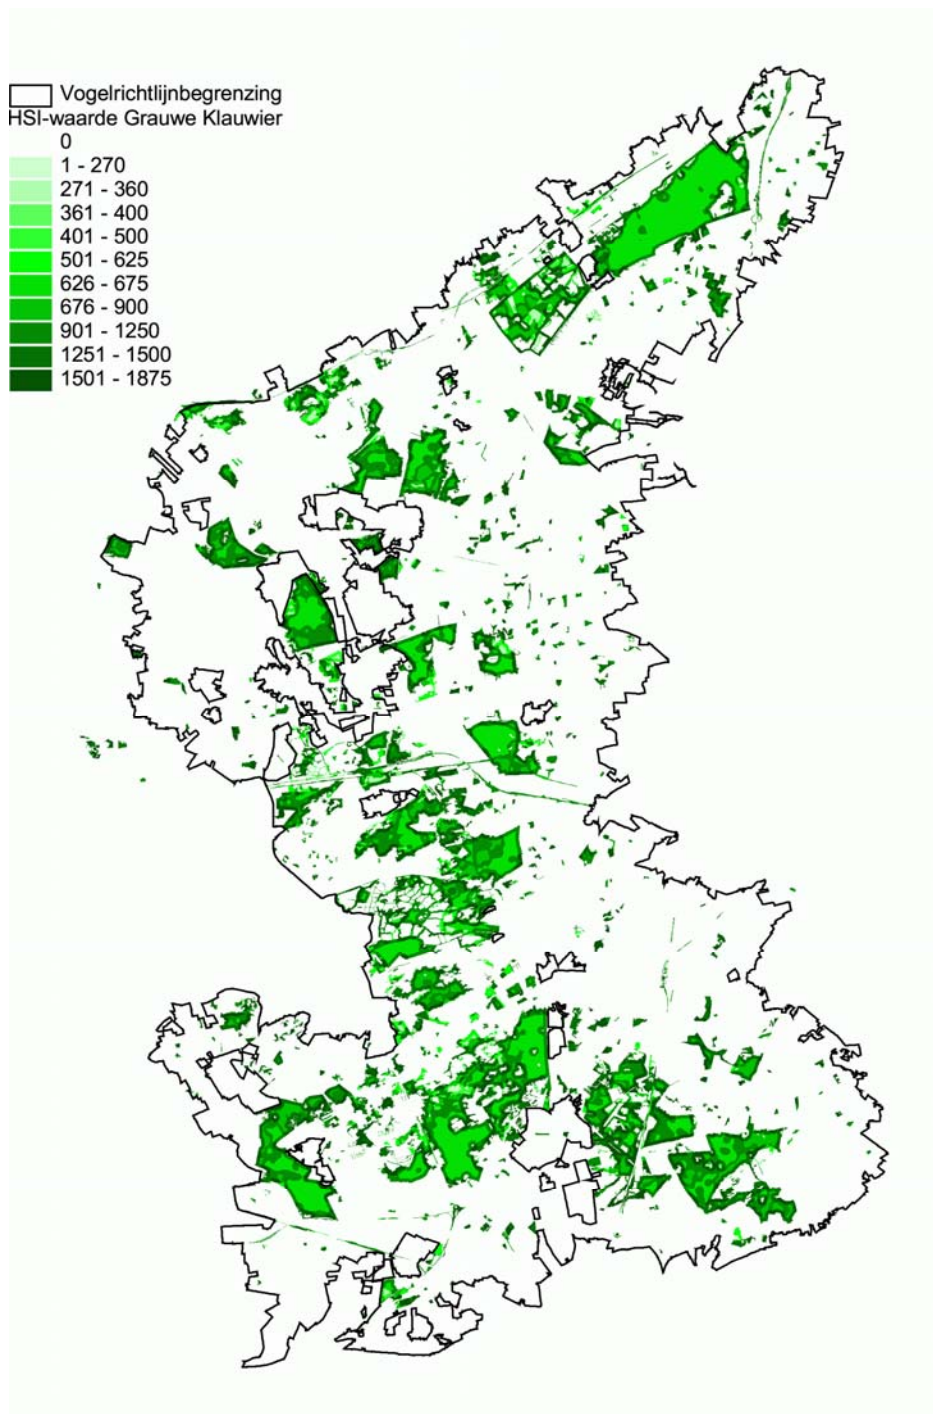 Vogelrichtlijnbegrenzing
HSI-waarde Grauwe Klauwier
0
1 - 270
271 - 360
361 - 400
401 - 500
501 - 625
626 - 675
676 - 900
901 - 1250
1251 - 1500
1501 - 1875